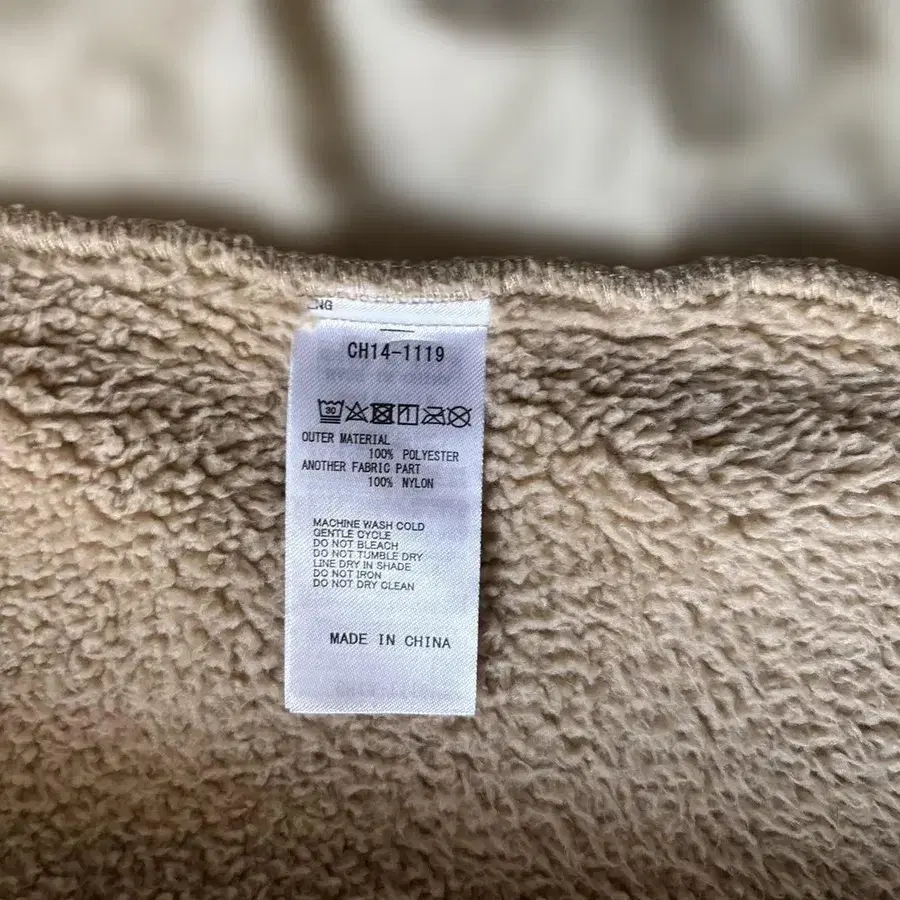 CH14-1119
30
OUTER MATERIAL
100% POLYESTER
ANOTHER FABRIC PART
100% NYLON
MACHINE WASH COLD
GENTLE CYCLE
DO NOT BLEACH
DO NOT TUMBLE DRY
LINE DRY IN SHADE
DO NOT IRON
DO NOT DRY CLEAN
MADE IN CHINA